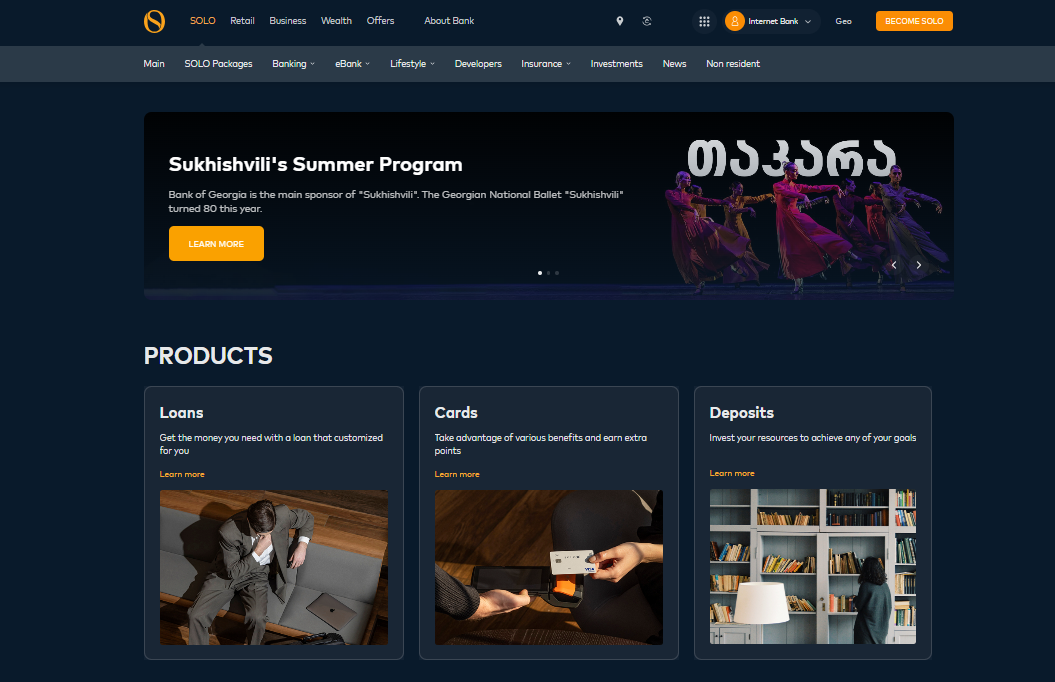 SOLO Retail Business Wealth Offers About Bank Internet Bank Geo BECOME SOLO
Main SOLO Packages Banking eBank Lifestyle Developers Insurance Investments News Non resident
თაკარა
Sukhishvili's Summer Program
Bank of Georgia is the main sponsor of "Sukhishvili". The Georgian National Ballet "Sukhishvili"
turned 80 this year.
LEARN MORE
PRODUCTS
Loans
Get the money you need with a loan that customized
for you
Learn more
Cards
Take advantage of various benefits and earn extra
points
Learn more
VISA
Deposits
Invest your resources to achieve any of your goals
Learn more